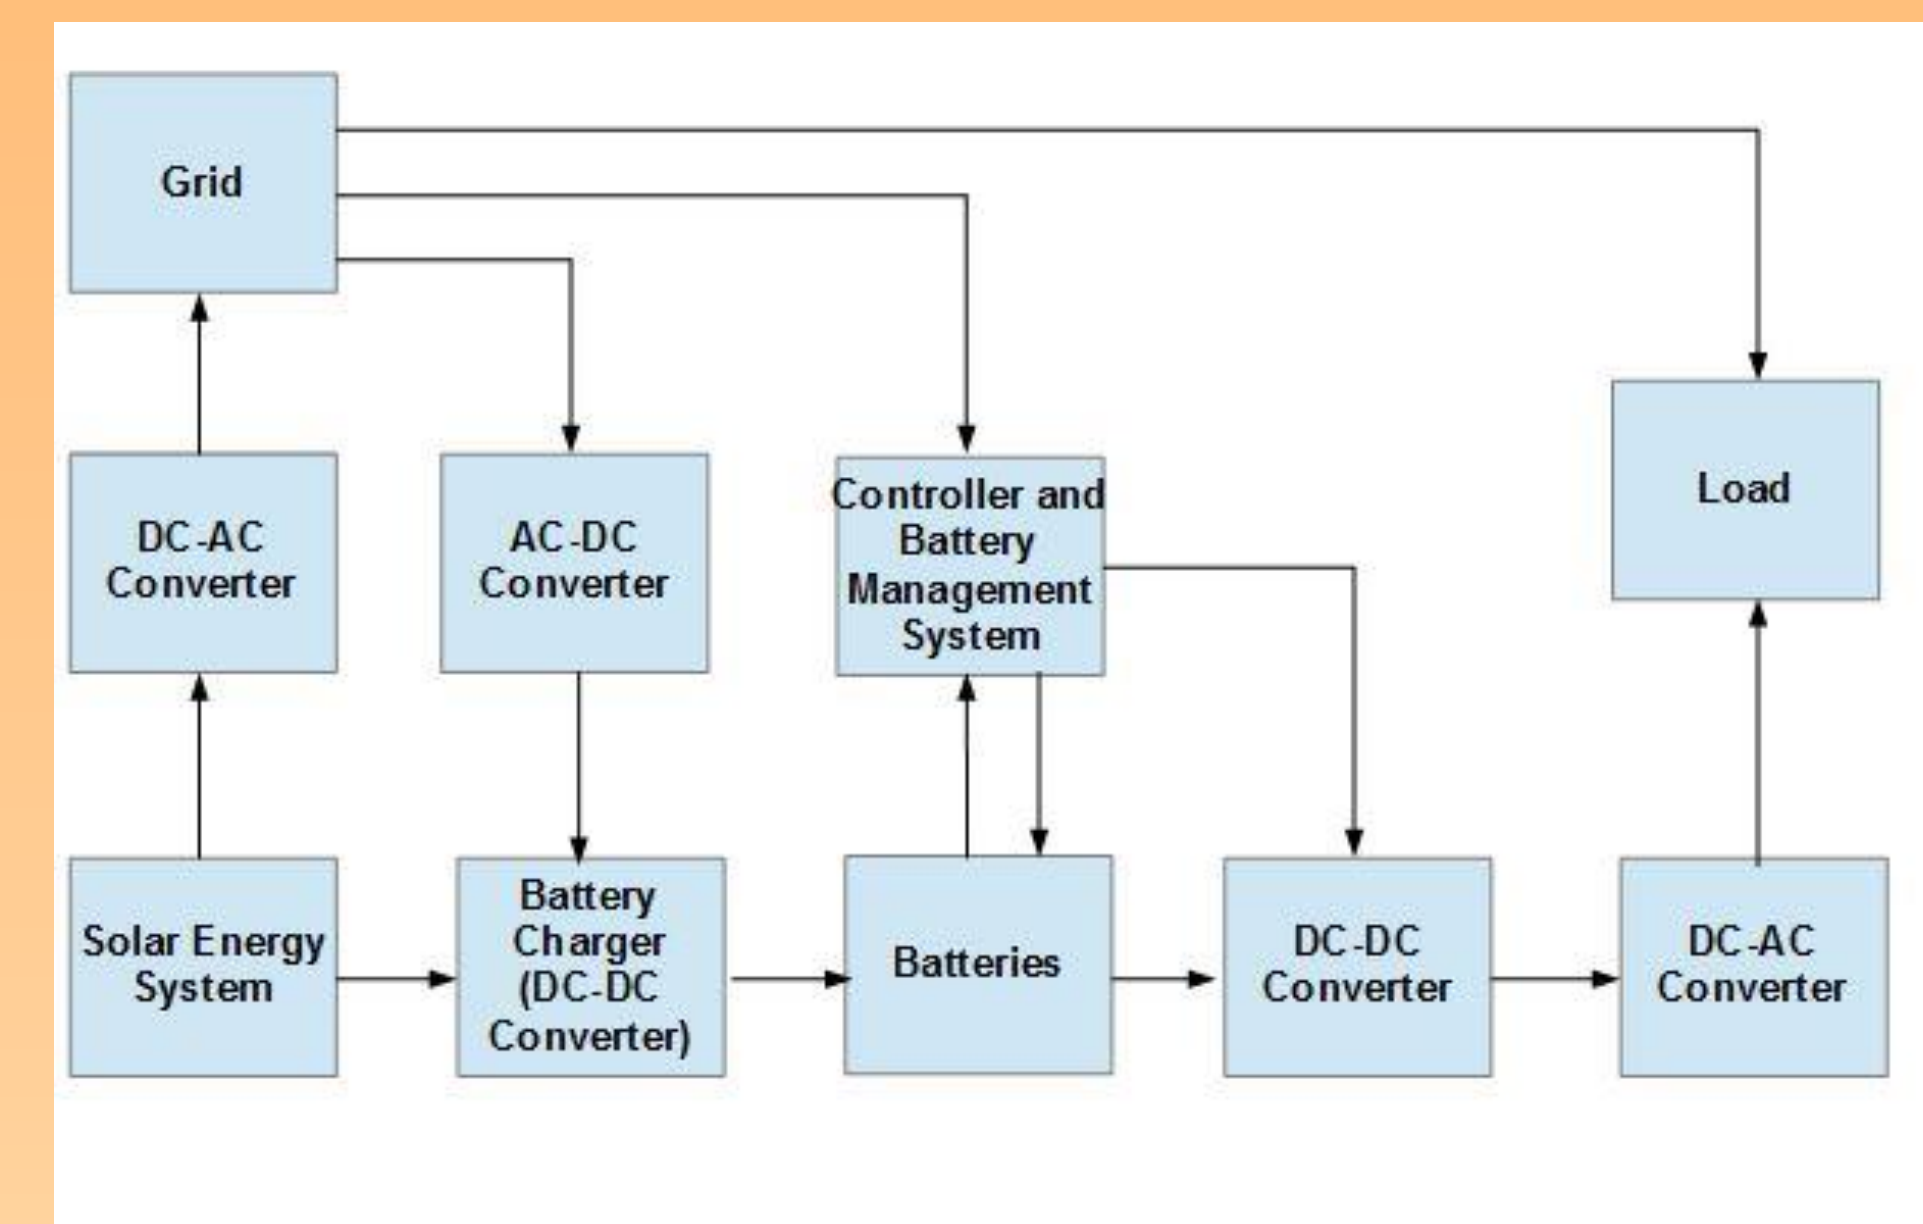 Grid
DC-AC
Converter
AC-DC
Converter
Controller and
Battery
Management
System
Load
Solar Energy
System
Battery
Charger
(DC-DC
Converter)
Batteries
DC-DC
Converter
DC-AC
Converter